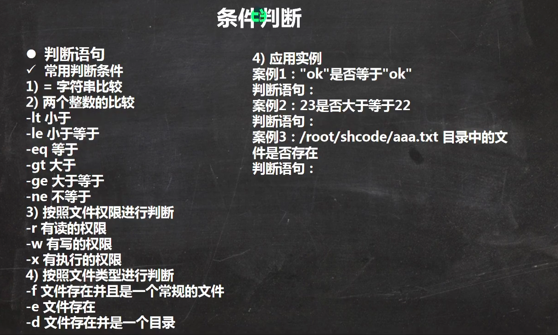 条件判断
● 判断语句
✓ 常用判断条件
1) = 字符串比较
2) 两个整数的比较
-lt 小于
-le 小于等于
-eq 等于
-gt 大于
-ge 大于等于
-ne 不等于
3) 按照文件权限进行判断
-r 有读的权限
-w 有写的权限
-x 有执行的权限
4) 按照文件类型进行判断
-f 文件存在并且是一个常规的文件
-e 文件存在
-d 文件存在并是一个目录
4) 应用实例
案例1："ok"是否等于"ok"
判断语句：
案例2：23是否大于等于22
判断语句：
案例3：/root/shcode/aaa.txt 目录中的文
件是否存在
判断语句：